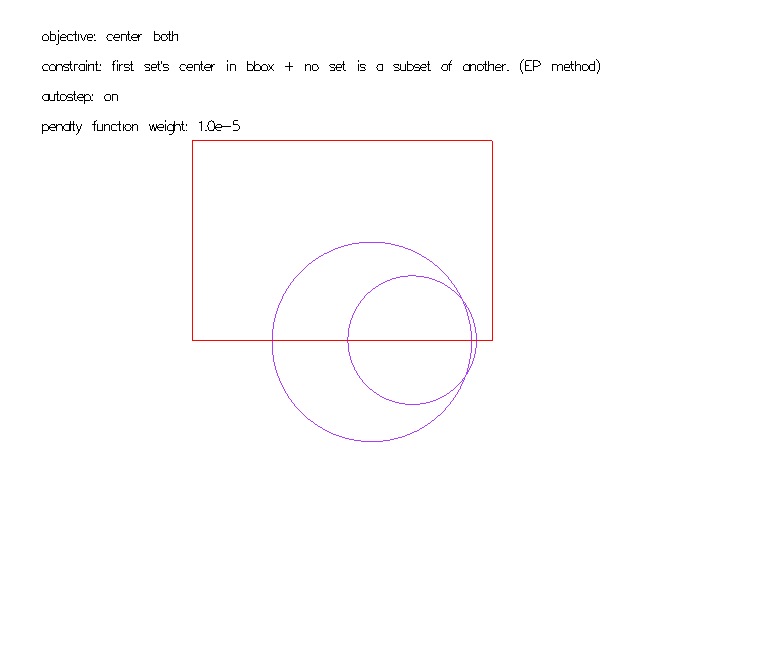 objective: center both
constraint: first set's center in bbox + no set is a subset of another. (EP method)
autostep: on
penalty function weight: 1.0e-5